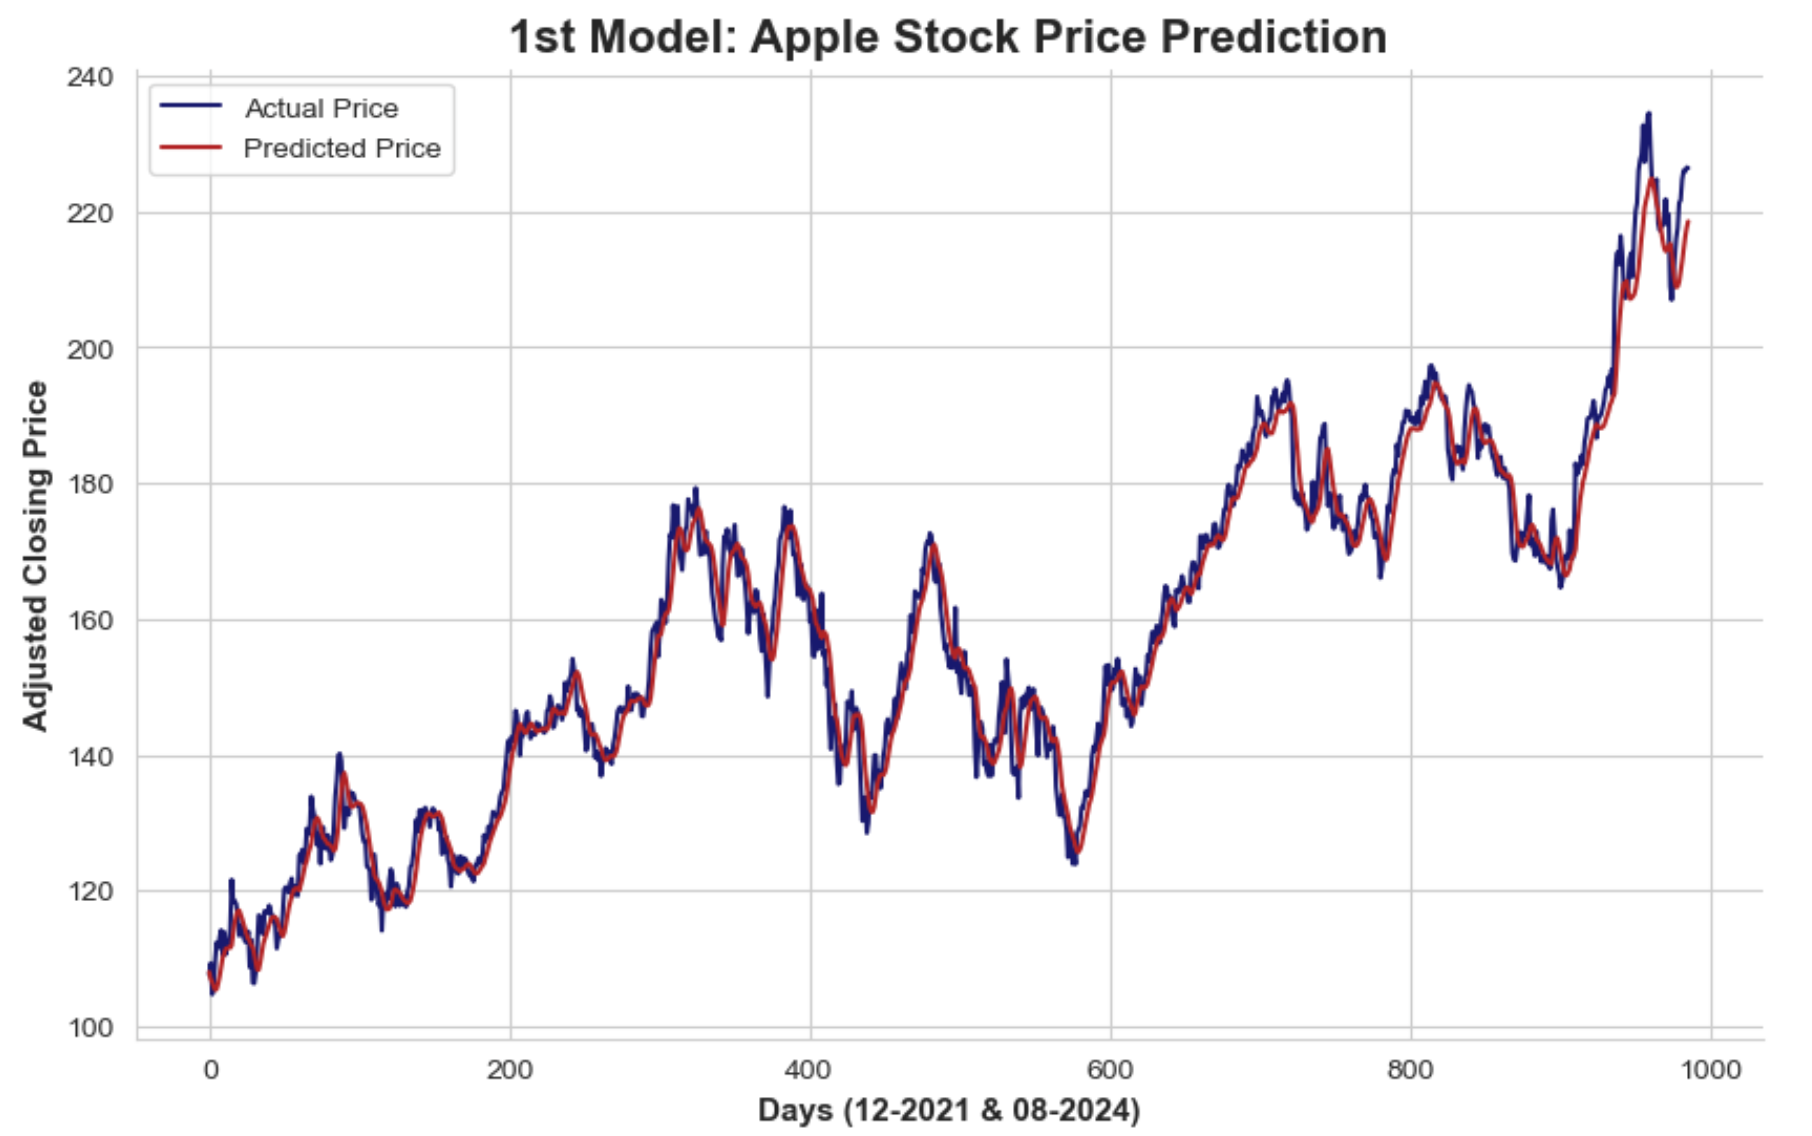 1st Model: Apple Stock Price Prediction
Actual Price
Predicted Price
Adjusted Closing Price
240
220
200
180
160
140
120
100
0 200 400 600 800 1000
Days (12-2021 & 08-2024)